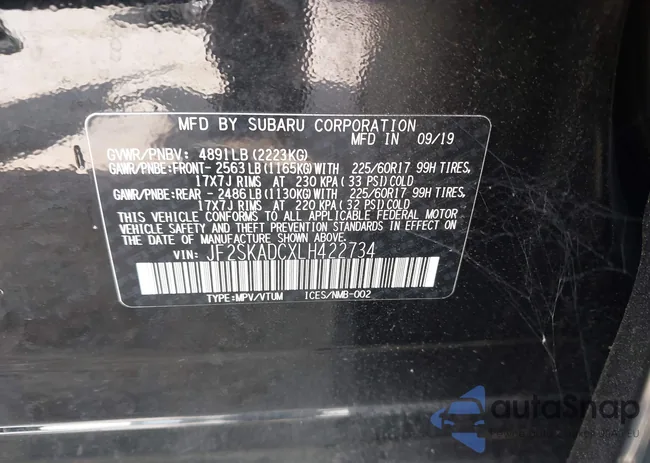 MFD BY SUBARU CORPORATION
MFD IN 09/19
GVWR/PNBV: 4891LB (2223KG)
GAWR/PNBE:FRONT- 2563 LB (1165KG) WITH 225/60R17 99H TIRES,
17X7J RIMS AT 230 KPA ( 33 PSI) COLD
GAWR/PNBE:REAR - 2486 LB (1130KG) WITH 225/60R17 99H TIRES,
17X7J RIMS AT 220 KPA ( 32 PSI) COLD
THIS VEHICLE CONFORMS TO ALL APPLICABLE FEDERAL MOTOR
VEHICLE SAFETY AND THEFT PREVENTION STANDARDS IN EFFECT ON
THE DATE OF MANUFACTURE SHOWN ABOVE.
VIN: JF2SKADCXLH422734
TYPE:MPV/VTUM ICES/NMB-002
autoSnap